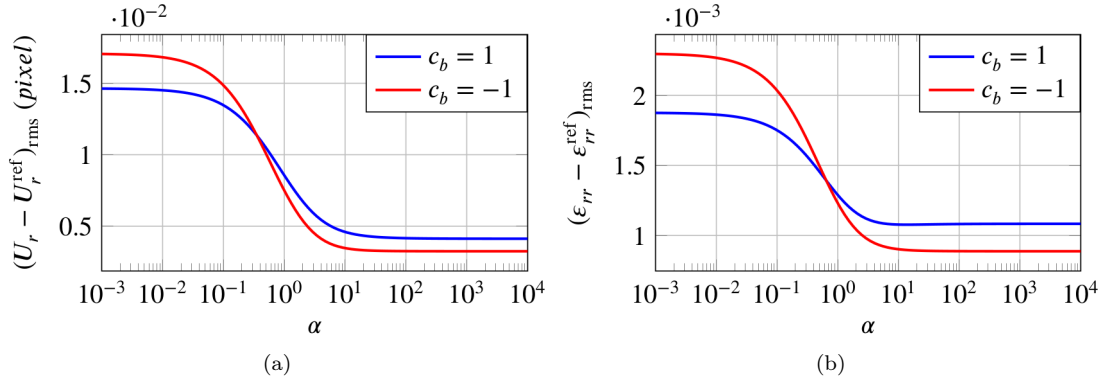 ·10⁻²
1.5
1
0.5
(U_r − U_r^ref)_rms (pixel)
c_b = 1
c_b = −1
10⁻³ 10⁻² 10⁻¹ 10⁰ 10¹ 10² 10³ 10⁴
α
(a)
·10⁻³
2
1.5
1
(ε_rr − ε_rr^ref)_rms
c_b = 1
c_b = −1
10⁻³ 10⁻² 10⁻¹ 10⁰ 10¹ 10² 10³ 10⁴
α
(b)